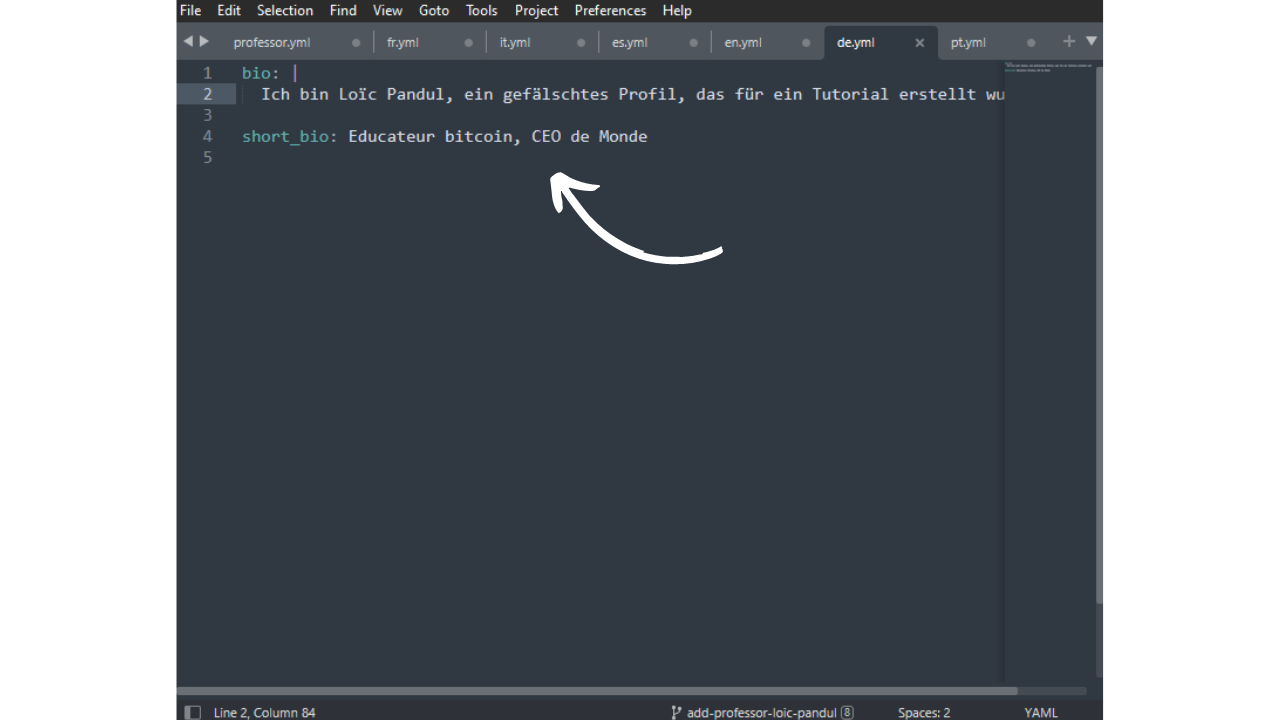 File Edit Selection Find View Goto Tools Project Preferences Help
professor.yml fr.yml it.yml es.yml en.yml de.yml pt.yml
1 bio: |
2 Ich bin Loïc Pandul, ein gefälschtes Profil, das für ein Tutorial erstellt wu
3
4 short_bio: Educateur bitcoin, CEO de Monde
5
Line 2, Column 84 add-professor-loic-pandul 8 Spaces: 2 YAML